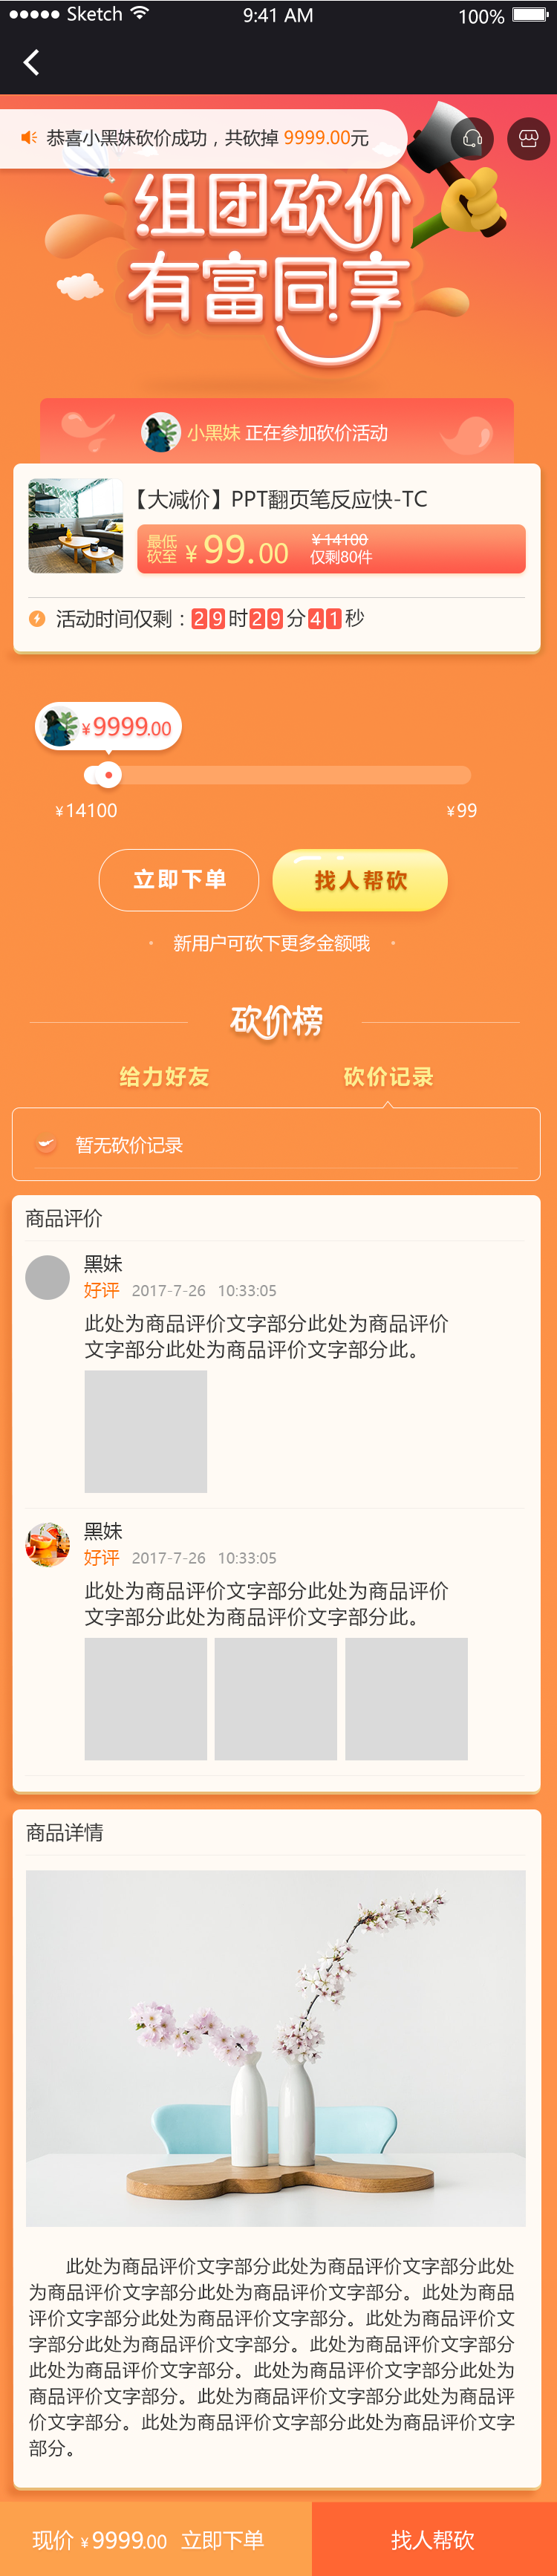 Sketch 9:41 AM 100%
恭喜小黑妹砍价成功，共砍掉 9999.00元
组团砍价
有富同享
小黑妹 正在参加砍价活动
【大减价】PPT翻页笔反应快-TC
最低
砍至 ¥ 99.00
¥14100
仅剩80件
活动时间仅剩：29时29分41秒
¥9999.00
¥14100 ¥99
立即下单 找人帮砍
· 新用户可砍下更多金额哦 ·
砍价榜
给力好友 砍价记录
暂无砍价记录
商品评价
黑妹
好评 2017-7-26 10:33:05
此处为商品评价文字部分此处为商品评价
文字部分此处为商品评价文字部分此。
黑妹
好评 2017-7-26 10:33:05
此处为商品评价文字部分此处为商品评价
文字部分此处为商品评价文字部分此。
商品详情
此处为商品评价文字部分此处为商品评价文字部分此处
为商品评价文字部分此处为商品评价文字部分。此处为商品
评价文字部分此处为商品评价文字部分。此处为商品评价文
字部分此处为商品评价文字部分。此处为商品评价文字部分
此处为商品评价文字部分。此处为商品评价文字部分此处为
商品评价文字部分。此处为商品评价文字部分此处为商品评
价文字部分。此处为商品评价文字部分此处为商品评价文字
部分。
现价 ¥9999.00 立即下单 找人帮砍